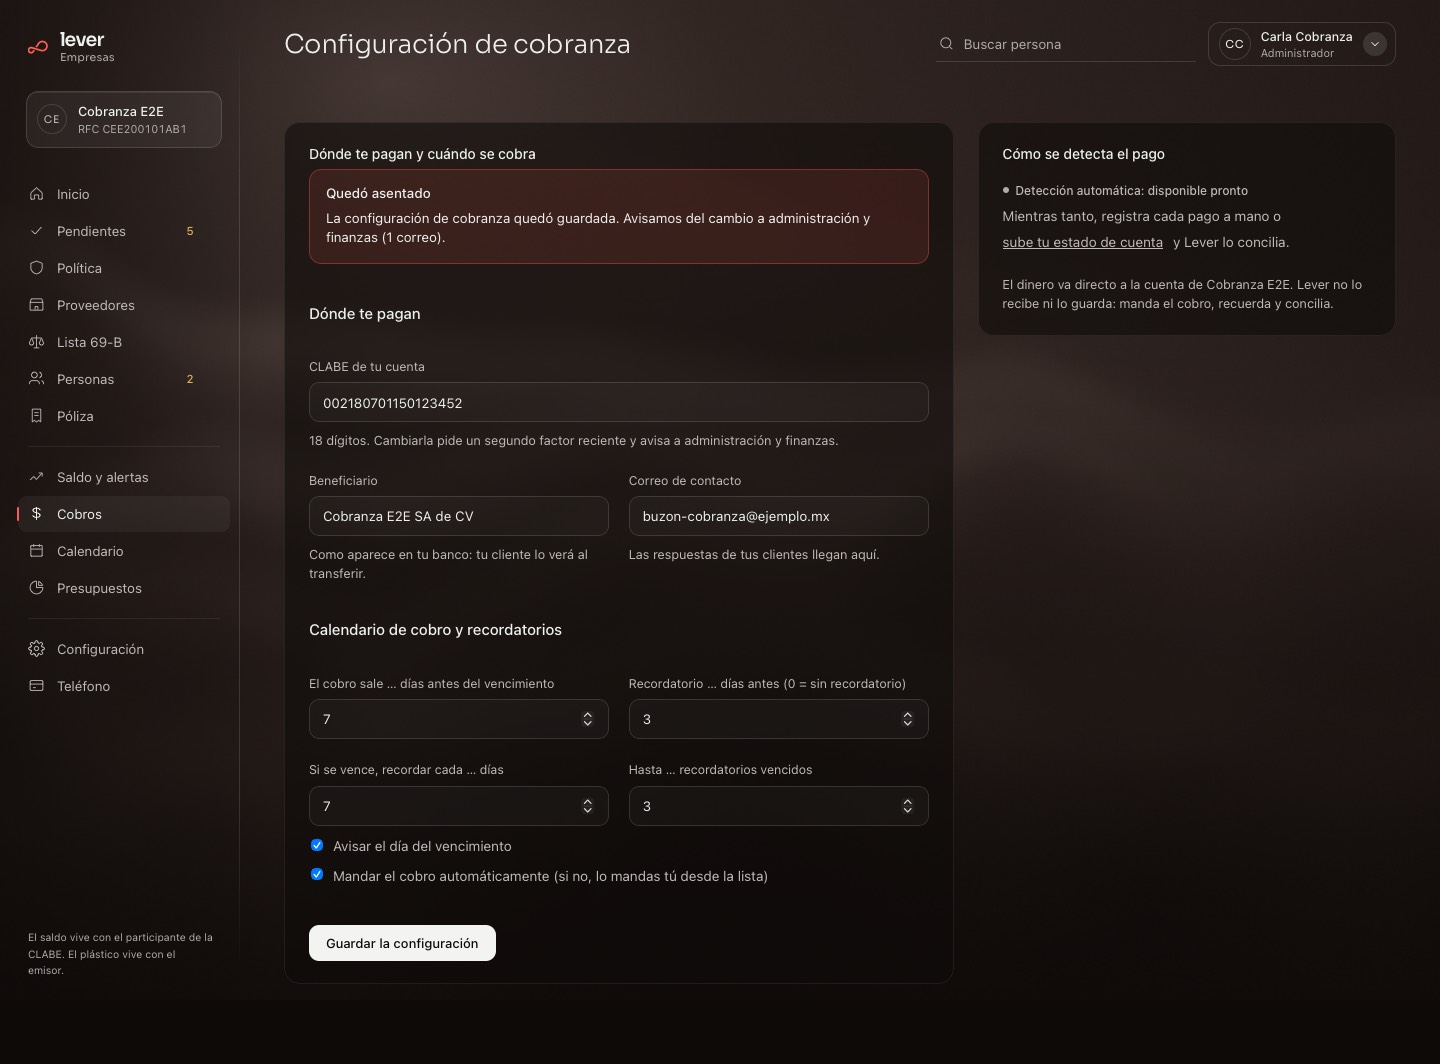 lever
Empresas
CE
Cobranza E2E
RFC CEE200101AB1
Inicio
Pendientes 5
Política
Proveedores
Lista 69-B
Personas 2
Póliza
Saldo y alertas
Cobros
Calendario
Presupuestos
Configuración
Teléfono
El saldo vive con el participante de la
CLABE. El plástico vive con el
emisor.
Configuración de cobranza
Buscar persona
CC
Carla Cobranza
Administrador
Dónde te pagan y cuándo se cobra
Quedó asentado
La configuración de cobranza quedó guardada. Avisamos del cambio a administración y
finanzas (1 correo).
Dónde te pagan
CLABE de tu cuenta
002180701150123452
18 dígitos. Cambiarla pide un segundo factor reciente y avisa a administración y finanzas.
Beneficiario
Cobranza E2E SA de CV
Como aparece en tu banco: tu cliente lo verá al
transferir.
Correo de contacto
buzon-cobranza@ejemplo.mx
Las respuestas de tus clientes llegan aquí.
Calendario de cobro y recordatorios
El cobro sale ... días antes del vencimiento
7
Recordatorio ... días antes (0 = sin recordatorio)
3
Si se vence, recordar cada ... días
7
Hasta ... recordatorios vencidos
3
Avisar el día del vencimiento
Mandar el cobro automáticamente (si no, lo mandas tú desde la lista)
Guardar la configuración
Cómo se detecta el pago
Detección automática: disponible pronto
Mientras tanto, registra cada pago a mano o
sube tu estado de cuenta y Lever lo concilia.
El dinero va directo a la cuenta de Cobranza E2E. Lever no lo
recibe ni lo guarda: manda el cobro, recuerda y concilia.